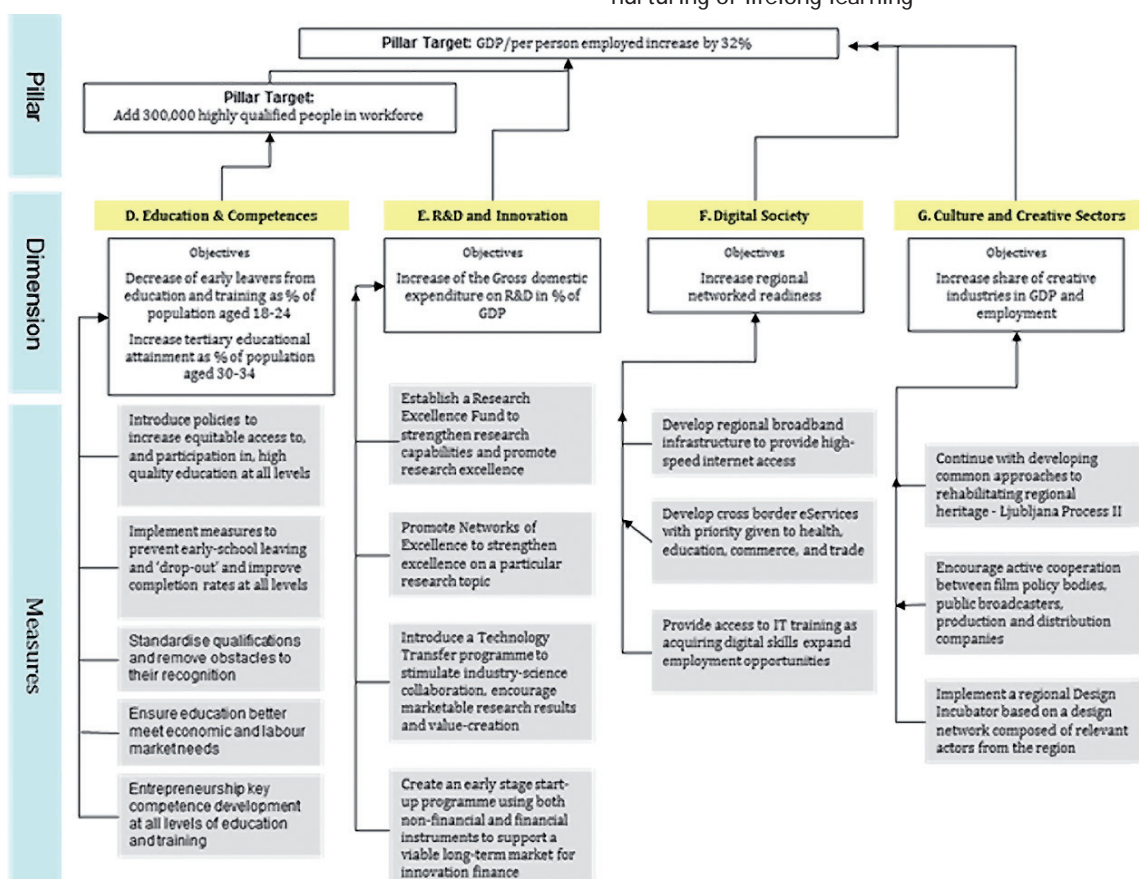 nurturing of lifelong learning
Pillar
Pillar Target: GDP/per person employed increase by 32%
Pillar Target:
Add 300,000 highly qualified people in workforce
Dimension
D. Education & Competences
Objectives
Decrease of early leavers from
education and training as % of
population aged 18-24
Increase tertiary educational
attainment as % of population
aged 30-34
E. R&D and Innovation
Objectives
Increase of the Gross domestic
expenditure on R&D in % of
GDP
F. Digital Society
Objectives
Increase regional
networked readiness
G. Culture and Creative Sectors
Objectives
Increase share of creative
industries in GDP and
employment
Measures
Introduce policies to
increase equitable access to,
and participation in, high
quality education at all levels
Implement measures to
prevent early-school leaving
and 'drop-out' and improve
completion rates at all levels
Standardise qualifications
and remove obstacles to
their recognition
Ensure education better
meet economic and labour
market needs
Entrepreneurship key
competence development
at all levels of education
and training
Establish a Research
Excellence Fund to
strengthen research
capabilities and promote
research excellence
Promote Networks of
Excellence to strengthen
excellence on a particular
research topic
Introduce a Technology
Transfer programme to
stimulate industry-science
collaboration, encourage
marketable research results
and value-creation
Create an early stage start-
up programme using both
non-financial and financial
instruments to support a
viable long-term market for
innovation finance
Develop regional broadband
infrastructure to provide high-
speed internet access
Develop cross border eServices
with priority given to health,
education, commerce, and trade
Provide access to IT training as
acquiring digital skills expand
employment opportunities
Continue with developing
common approaches to
rehabilitating regional
heritage - Ljubljana Process II
Encourage active cooperation
between film policy bodies,
public broadcasters,
production and distribution
companies
Implement a regional Design
Incubator based on a design
network composed of relevant
actors from the region